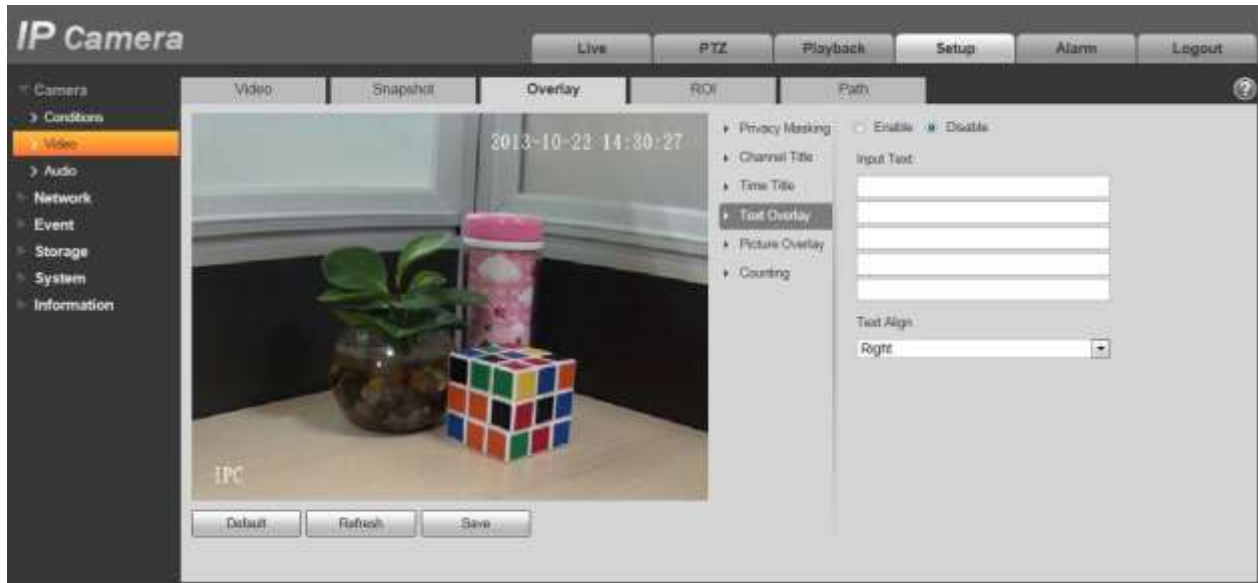 IP Camera
Live PTZ Playback Setup Alarm Logout
Camera
Conditions
Video
Audio
Network
Event
Storage
System
Information
Video Snapshot Overlay ROI Path
?
2013-10-22 14:30:27
IPC
Default Refresh Save
Privacy Masking
Channel Title
Time Title
Text Overlay
Picture Overlay
Counting
Enable Disable
Input Text
Text Align
Right